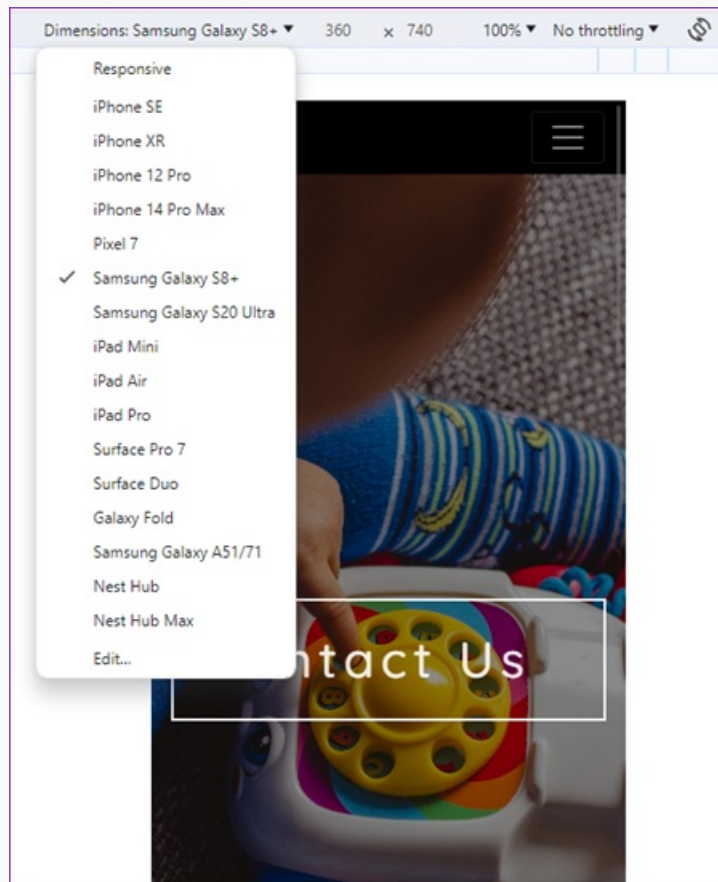 Dimensions: Samsung Galaxy S8+ ▼ 360 × 740 100% ▼ No throttling ▼
Responsive
iPhone SE
iPhone XR
iPhone 12 Pro
iPhone 14 Pro Max
Pixel 7
✓ Samsung Galaxy S8+
Samsung Galaxy S20 Ultra
iPad Mini
iPad Air
iPad Pro
Surface Pro 7
Surface Duo
Galaxy Fold
Samsung Galaxy A51/71
Nest Hub
Nest Hub Max
Edit...
ntact Us